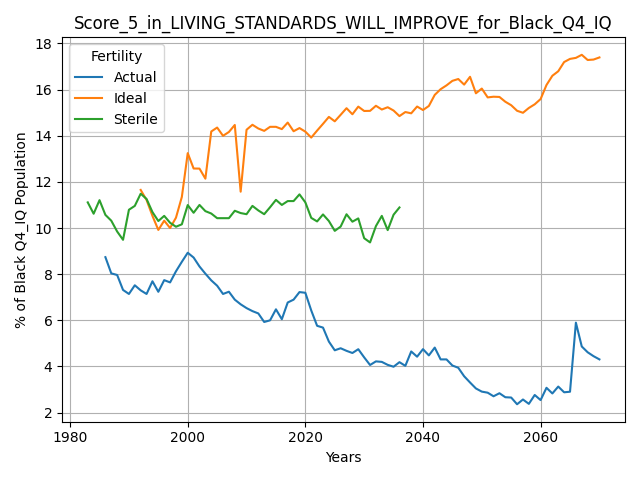 Score_5_in_LIVING_STANDARDS_WILL_IMPROVE_for_Black_Q4_IQ
18
16
14
12
10
8
6
4
2
% of Black Q4_IQ Population
Fertility
Actual
Ideal
Sterile
1980
2000
2020
2040
2060
Years